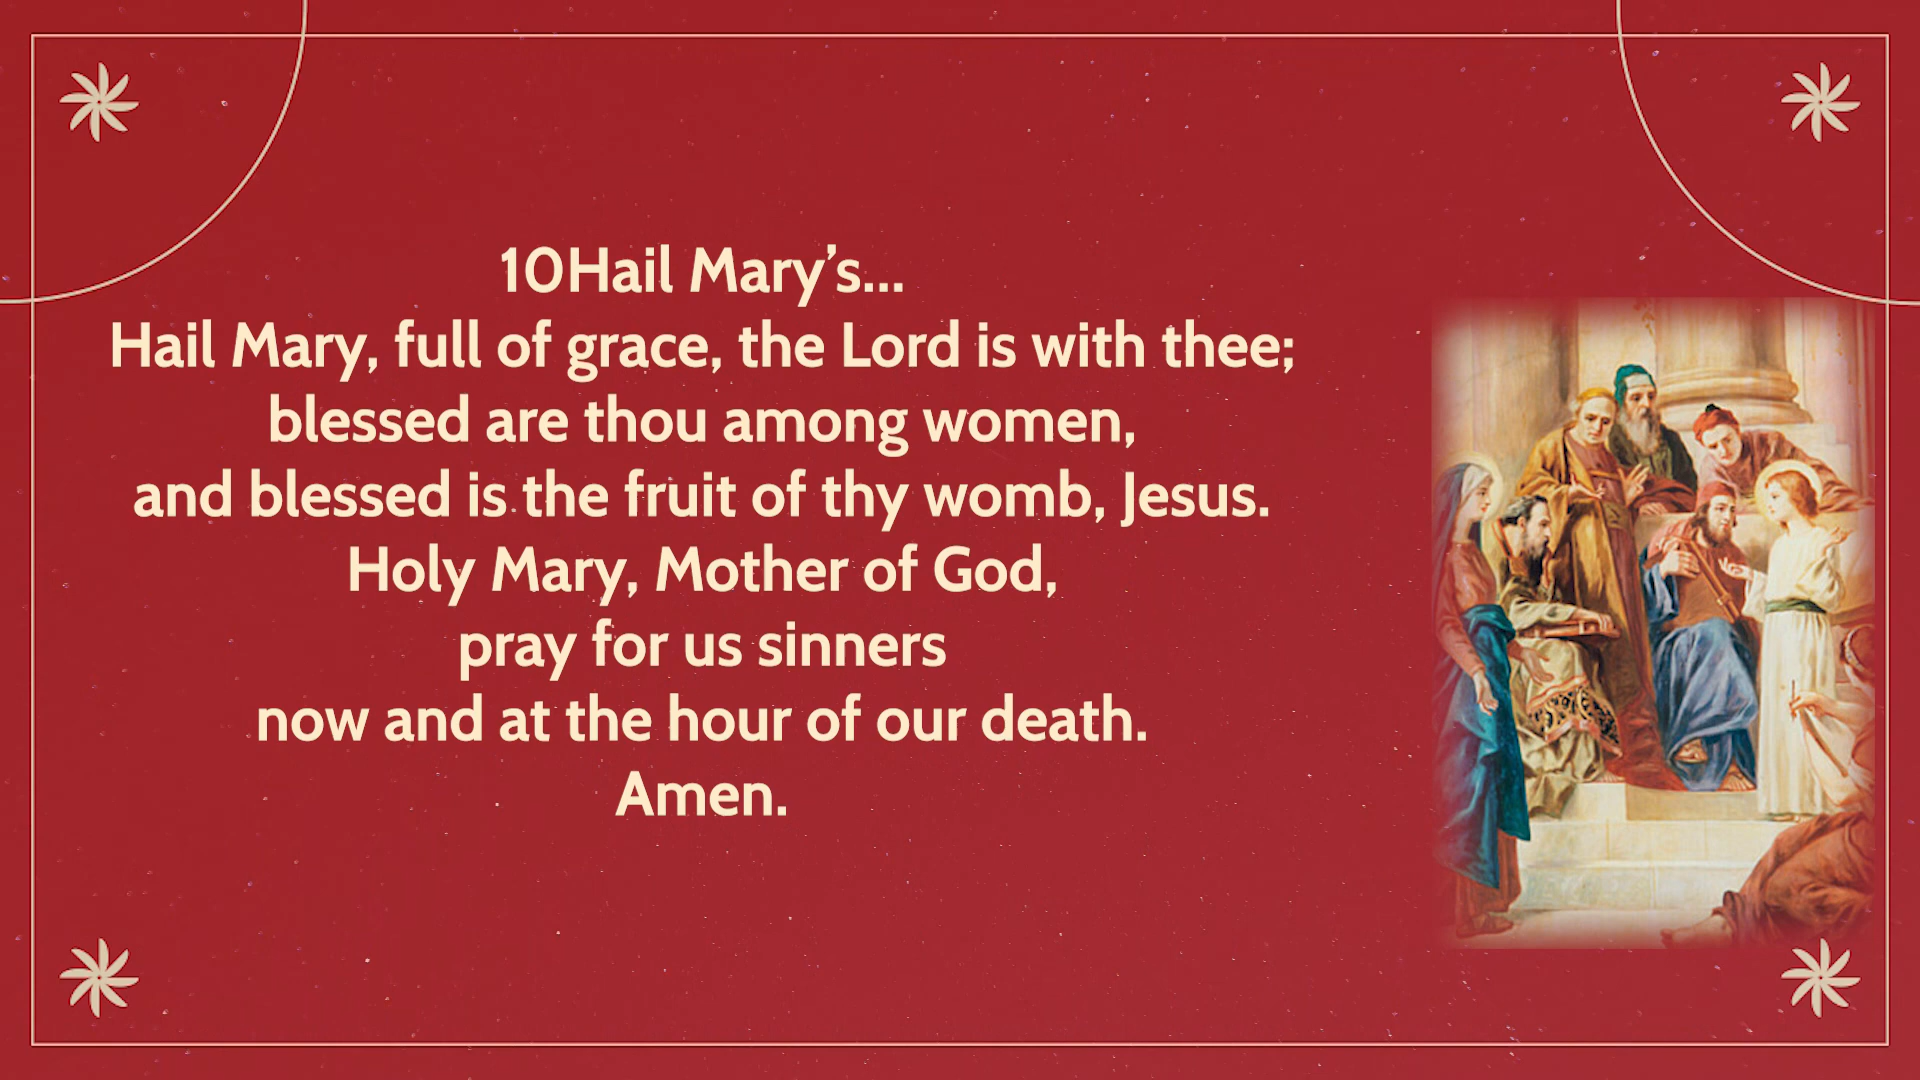 10Hail Mary’s...
Hail Mary, full of grace, the Lord is with thee;
blessed are thou among women,
and blessed is the fruit of thy womb, Jesus.
Holy Mary, Mother of God,
pray for us sinners
now and at the hour of our death.
Amen.